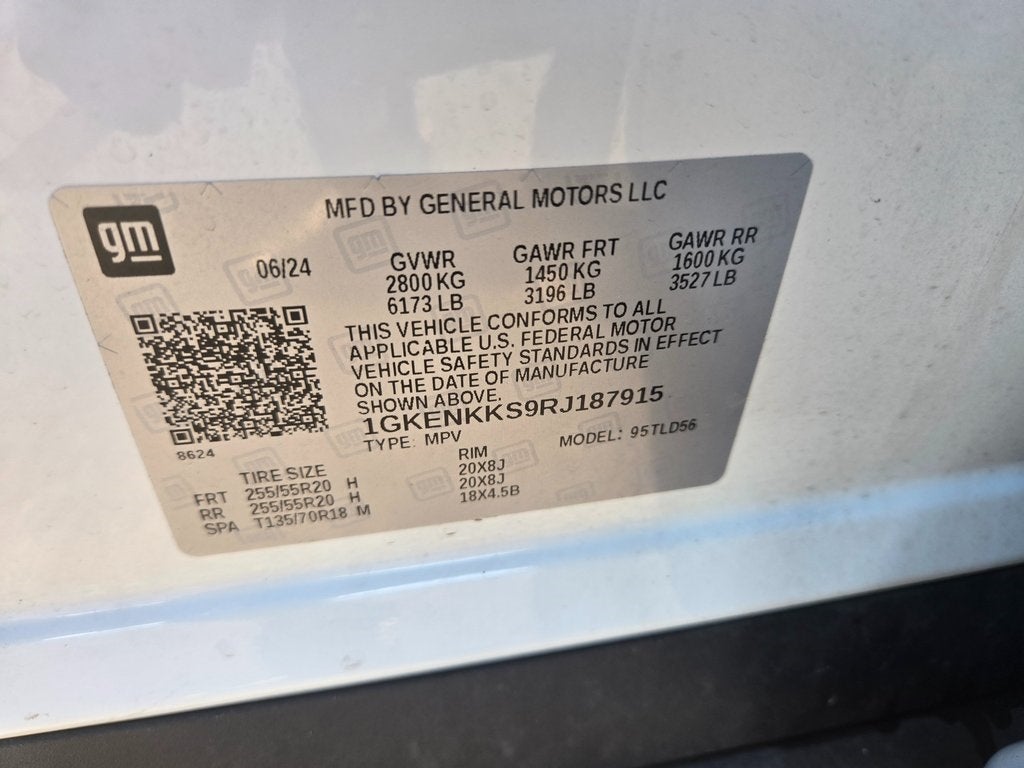 MFD BY GENERAL MOTORS LLC
gm
06/24
GVWR GAWR FRT GAWR RR
2800 KG 1450 KG 1600 KG
6173 LB 3196 LB 3527 LB
THIS VEHICLE CONFORMS TO ALL
APPLICABLE U.S. FEDERAL MOTOR
VEHICLE SAFETY STANDARDS IN EFFECT
ON THE DATE OF MANUFACTURE
SHOWN ABOVE.
1GKENKKS9RJ187915
TYPE: MPV MODEL: 95TLD56
8624
TIRE SIZE RIM
FRT 255/55R20 H 20X8J
RR 255/55R20 H 20X8J
SPA T135/70R18 M 18X4.5B